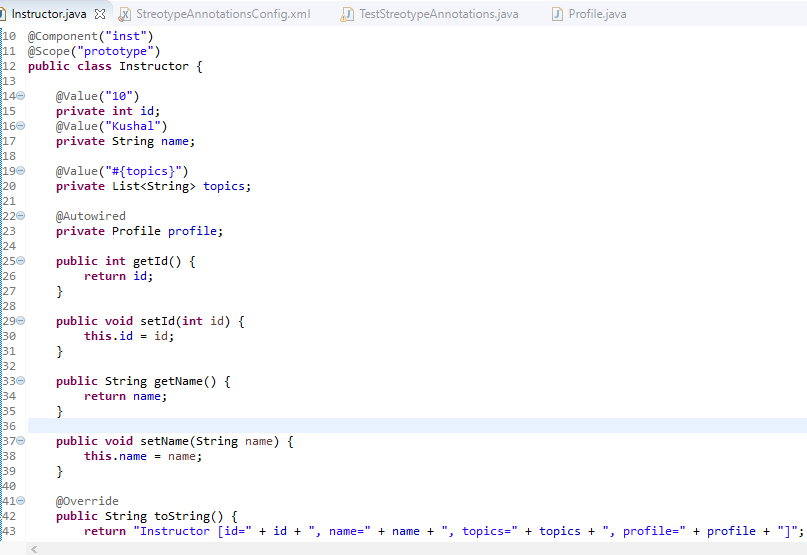 Instructor.java StreotypeAnnotationsConfig.xml TestStreotypeAnnotations.java Profile.java
10 @Component("inst")
11 @Scope("prototype")
12 public class Instructor {
13
14 @Value("10")
15 private int id;
16 @Value("Kushal")
17 private String name;
18
19 @Value("#{topics}")
20 private List<String> topics;
21
22 @Autowired
23 private Profile profile;
24
25 public int getId() {
26 return id;
27 }
28
29 public void setId(int id) {
30 this.id = id;
31 }
32
33 public String getName() {
34 return name;
35 }
36
37 public void setName(String name) {
38 this.name = name;
39 }
40
41 @Override
42 public String toString() {
43 return "Instructor [id=" + id + ", name=" + name + ", topics=" + topics + ", profile=" + profile + "]";